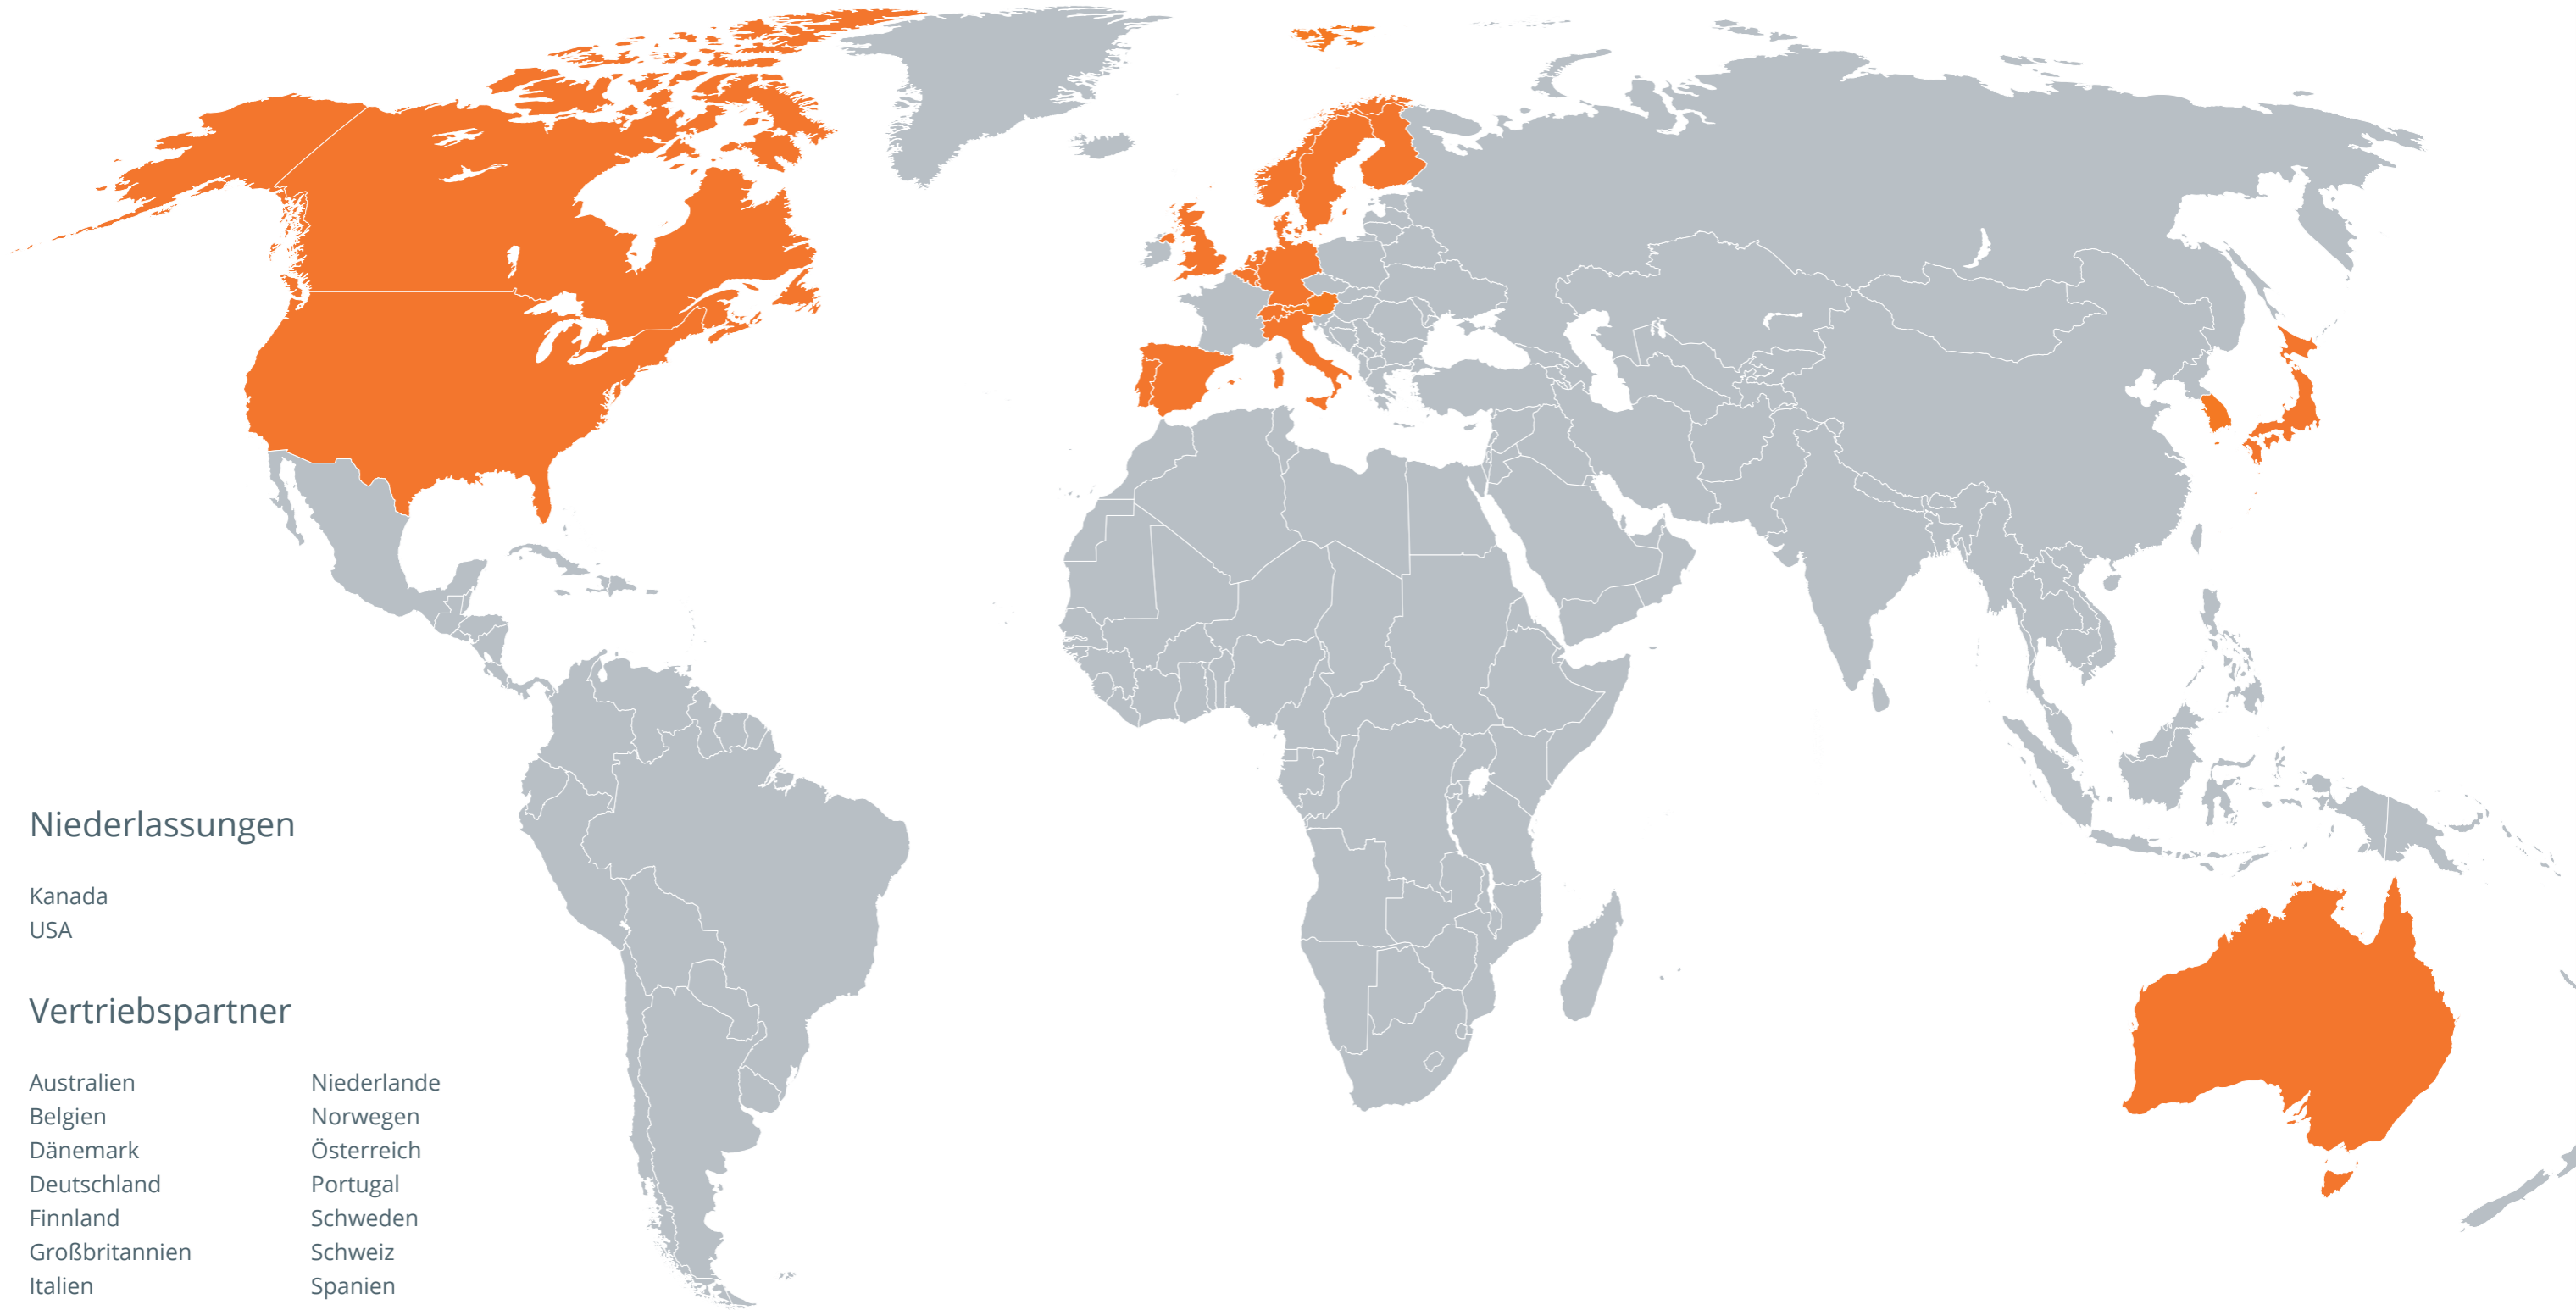 Niederlassungen
Kanada
USA
Vertriebspartner
Australien
Belgien
Dänemark
Deutschland
Finnland
Großbritannien
Italien
Niederlande
Norwegen
Österreich
Portugal
Schweden
Schweiz
Spanien